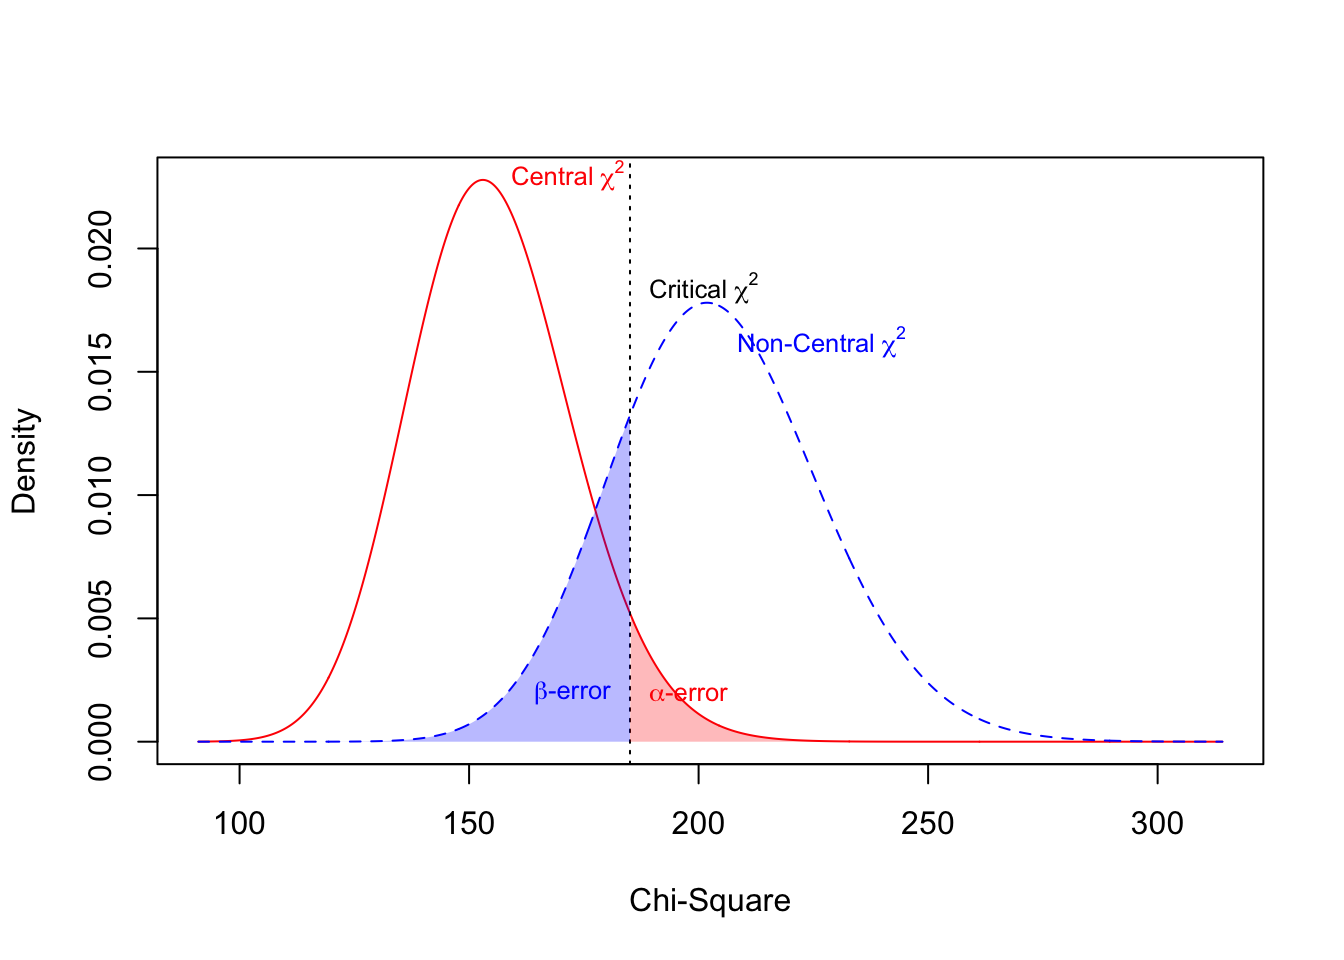 Central χ²
Critical χ²
Non-Central χ²
β-error
α-error
Density
0.000
0.005
0.010
0.015
0.020
100
150
200
250
300
Chi-Square